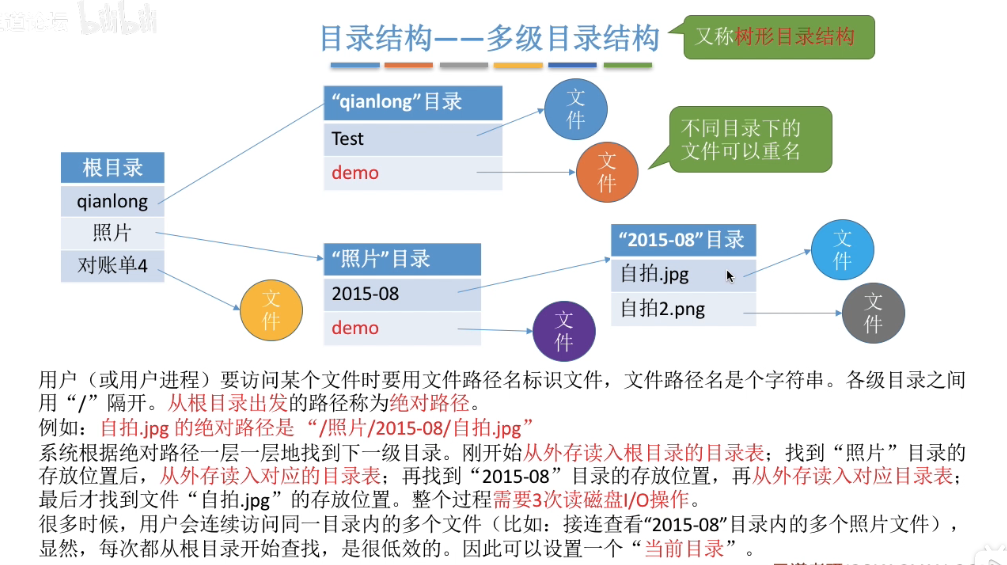 bilibili
目录结构——多级目录结构
又称树形目录结构
根目录
qianlong
照片
对账单4
文件
“qianlong”目录
Test
demo
文件
文件
不同目录下的
文件可以重名
“照片”目录
2015-08
demo
文件
“2015-08”目录
自拍.jpg
自拍2.png
文件
文件
用户（或用户进程）要访问某个文件时要用文件路径名标识文件，文件路径名是个字符串。各级目录之间
用“/”隔开。从根目录出发的路径称为绝对路径。
例如：自拍.jpg 的绝对路径是 “/照片/2015-08/自拍.jpg”
系统根据绝对路径一层一层地找到下一级目录。刚开始从外存读入根目录的目录表；找到“照片”目录的
存放位置后，从外存读入对应的目录表；再找到“2015-08”目录的存放位置，再从外存读入对应目录表；
最后才找到文件“自拍.jpg”的存放位置。整个过程需要3次读磁盘I/O操作。
很多时候，用户会连续访问同一目录内的多个文件（比如：接连查看“2015-08”目录内的多个照片文件），
显然，每次都从根目录开始查找，是很低效的。因此可以设置一个“当前目录”。